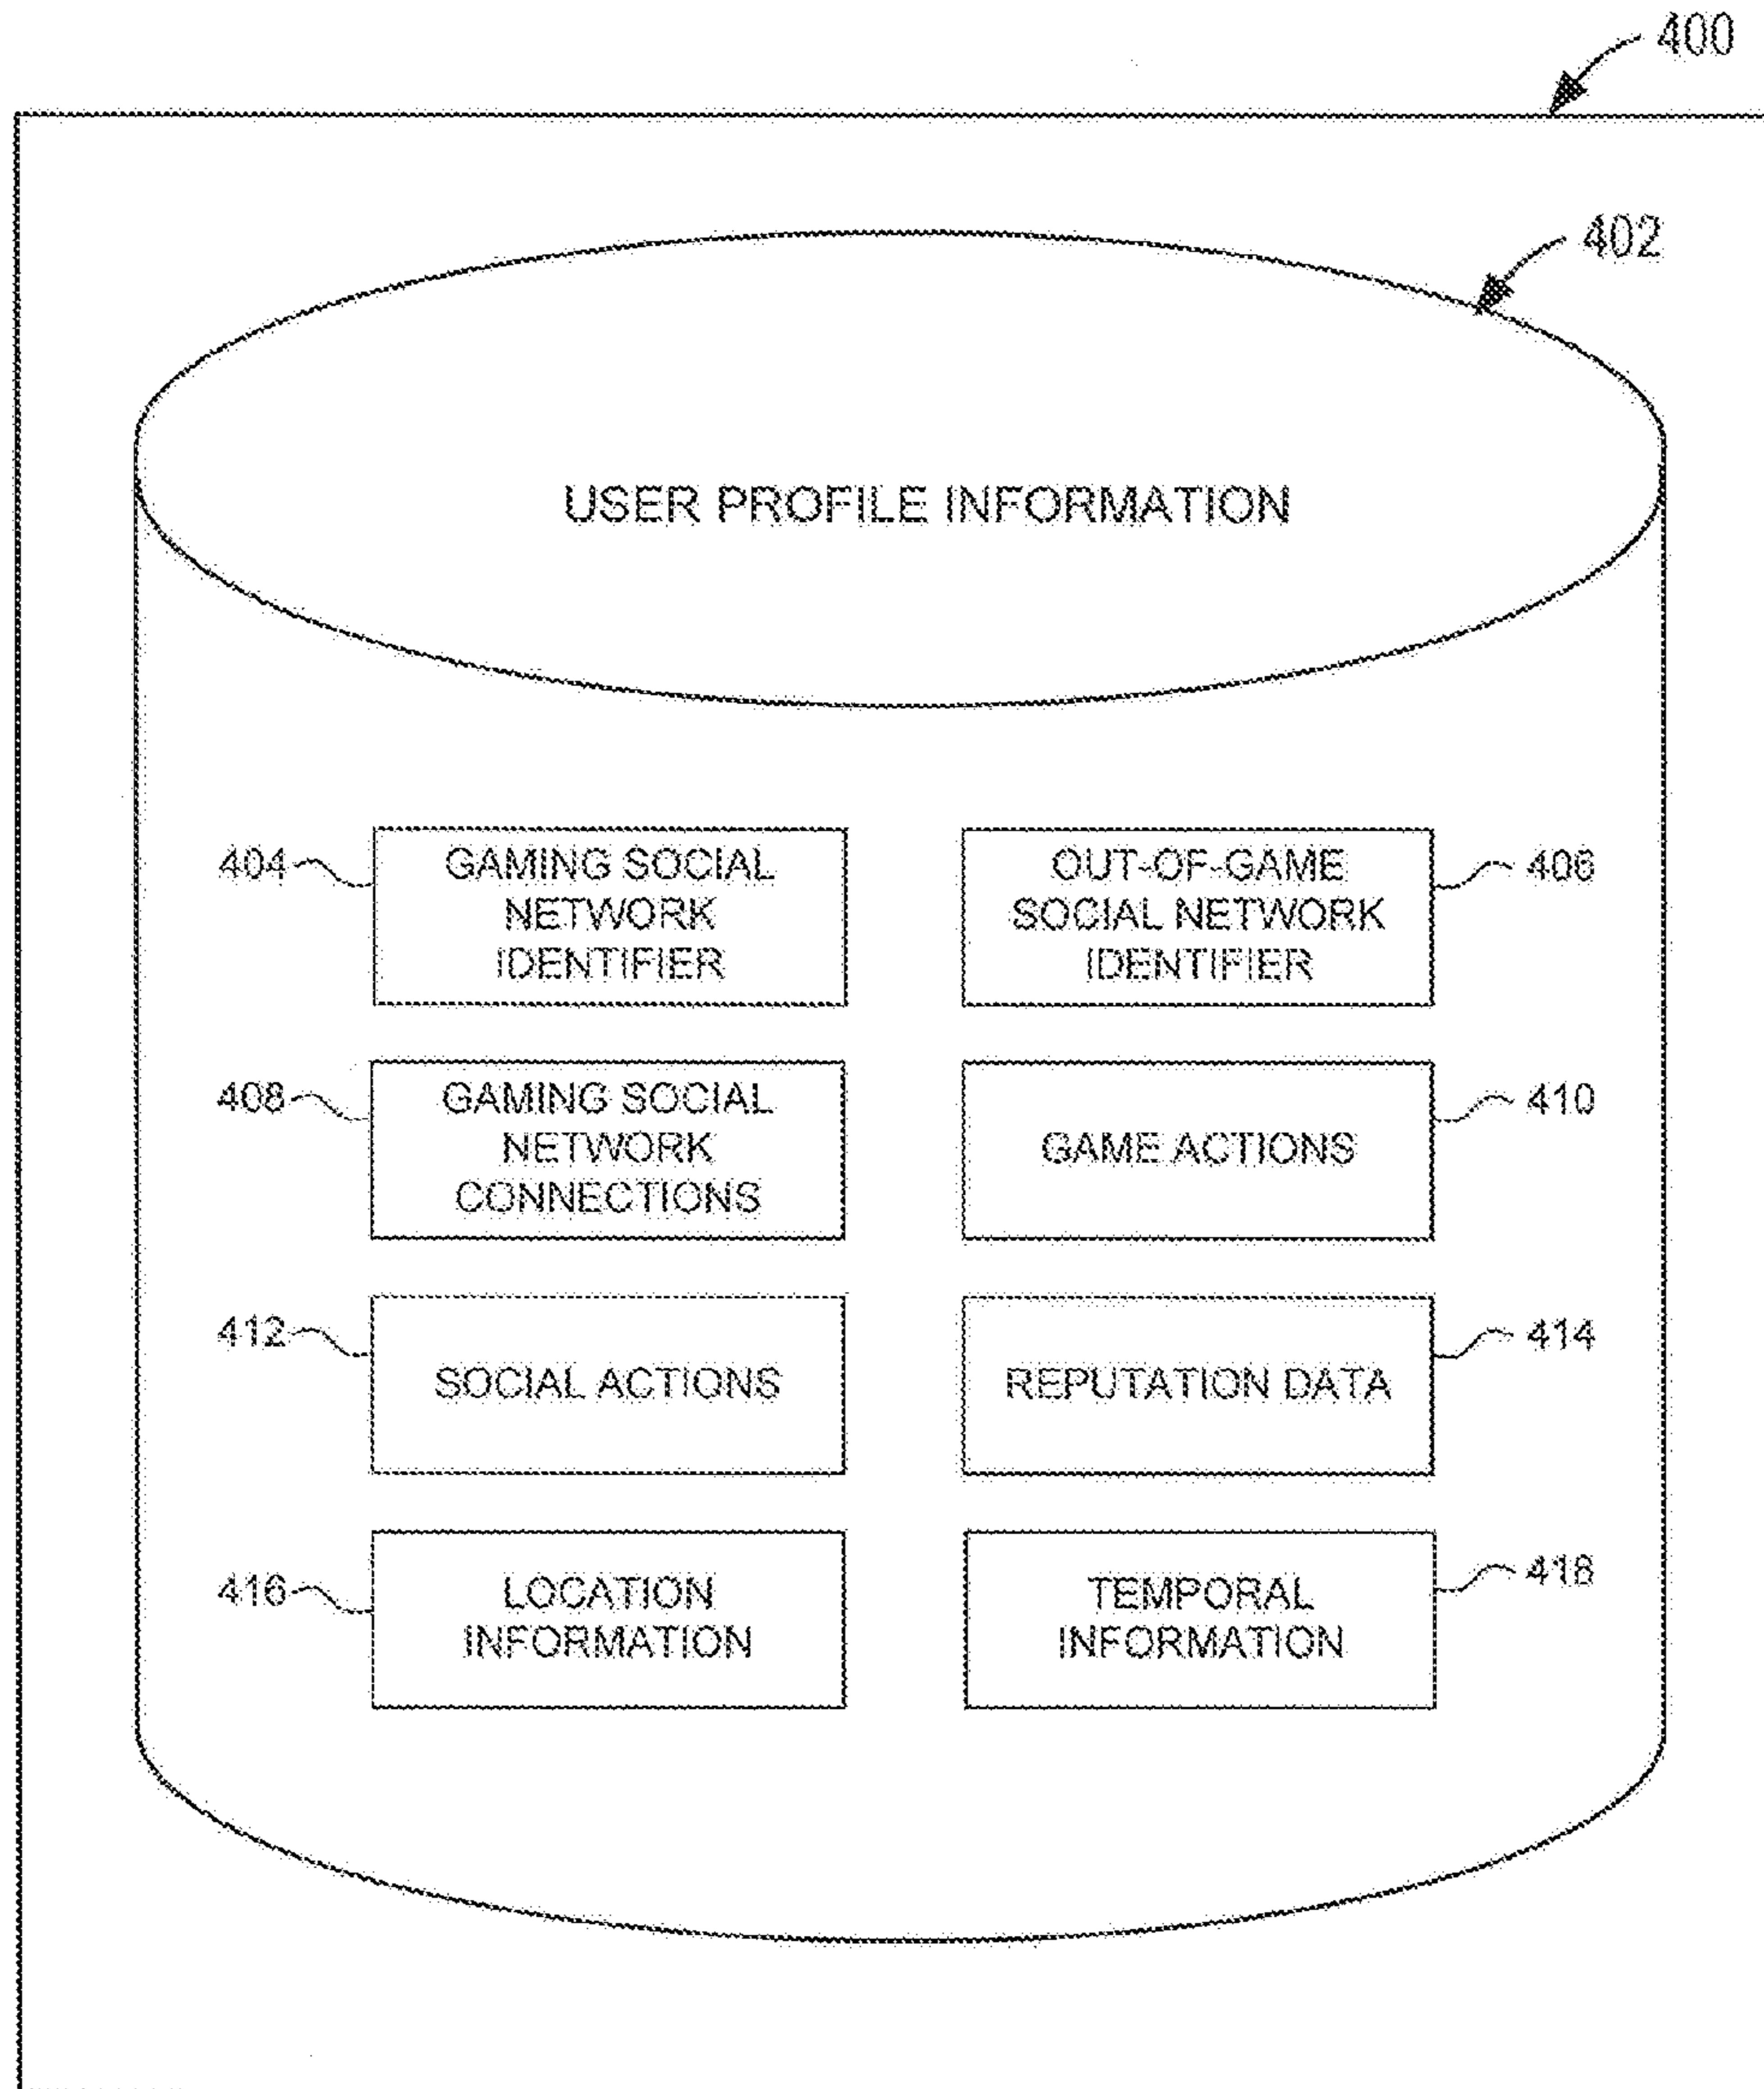 400
402
USER PROFILE INFORMATION
404
GAMING SOCIAL
NETWORK
IDENTIFIER
OUT-OF-GAME
SOCIAL NETWORK
IDENTIFIER
406
408
GAMING SOCIAL
NETWORK
CONNECTIONS
GAME ACTIONS
410
412
SOCIAL ACTIONS
REPUTATION DATA
414
416
LOCATION
INFORMATION
TEMPORAL
INFORMATION
418